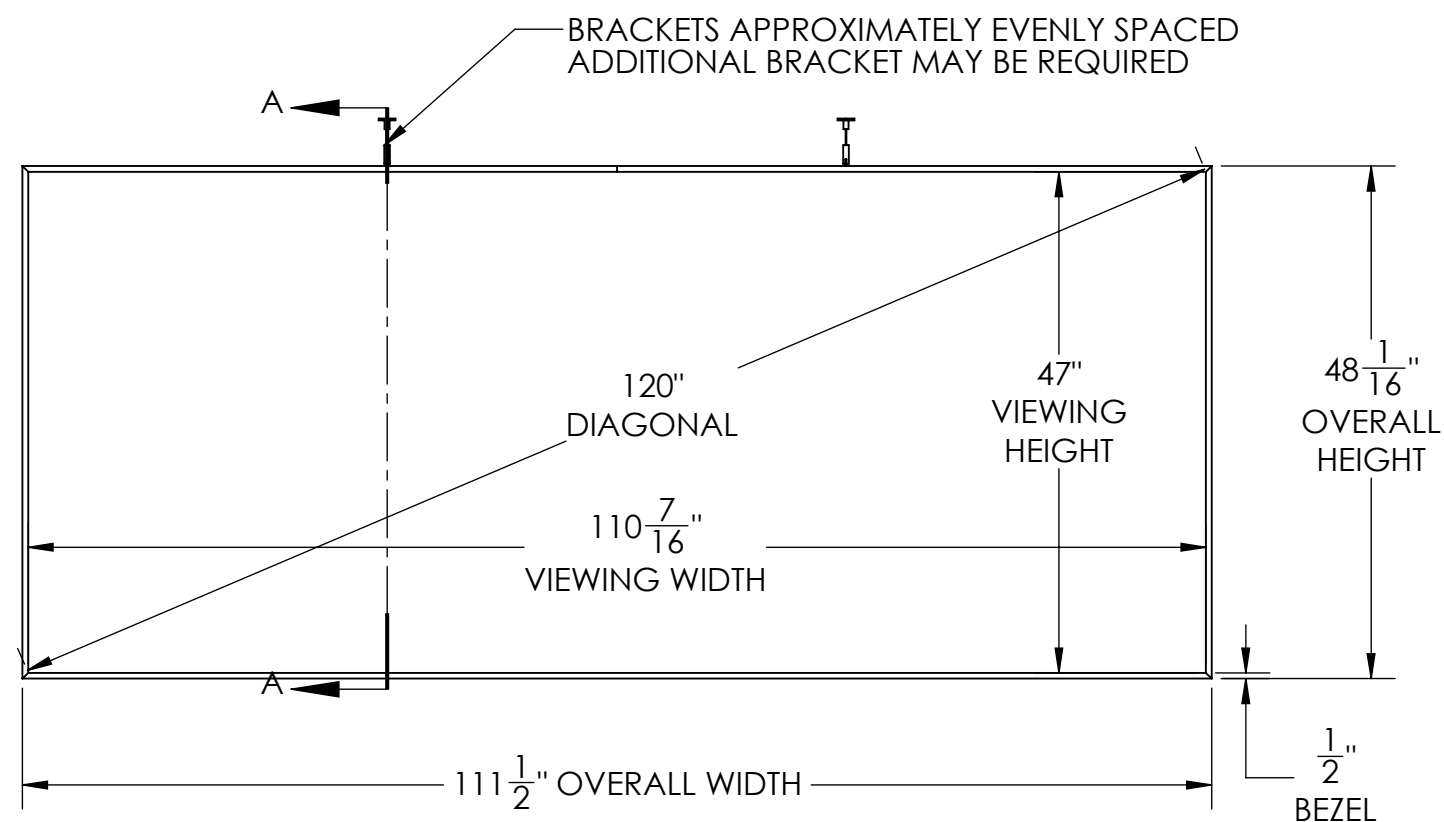 BRACKETS APPROXIMATELY EVENLY SPACED
ADDITIONAL BRACKET MAY BE REQUIRED
A
120"
DIAGONAL
47"
VIEWING
HEIGHT
48 1/16"
OVERALL
HEIGHT
110 7/16"
VIEWING WIDTH
A
111 1/2" OVERALL WIDTH
1/2"
BEZEL